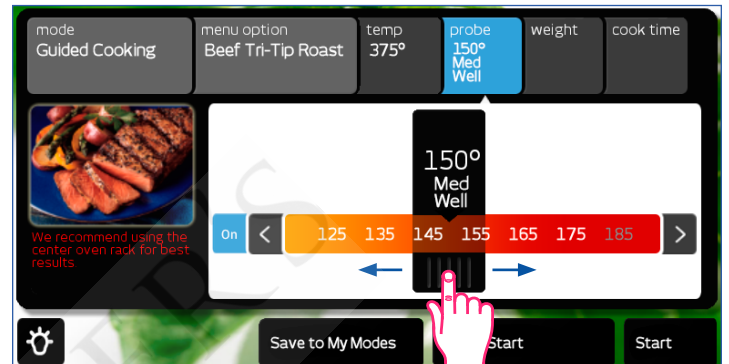 mode
Guided Cooking
menu option
Beef Tri-Tip Roast
temp
375°
probe
150°
Med
Well
weight
cook time
150°
Med
Well
On < 125 135 145 155 165 175 185 >
We recommend using the
center oven rack for best
results
Save to My Modes
Start
Start